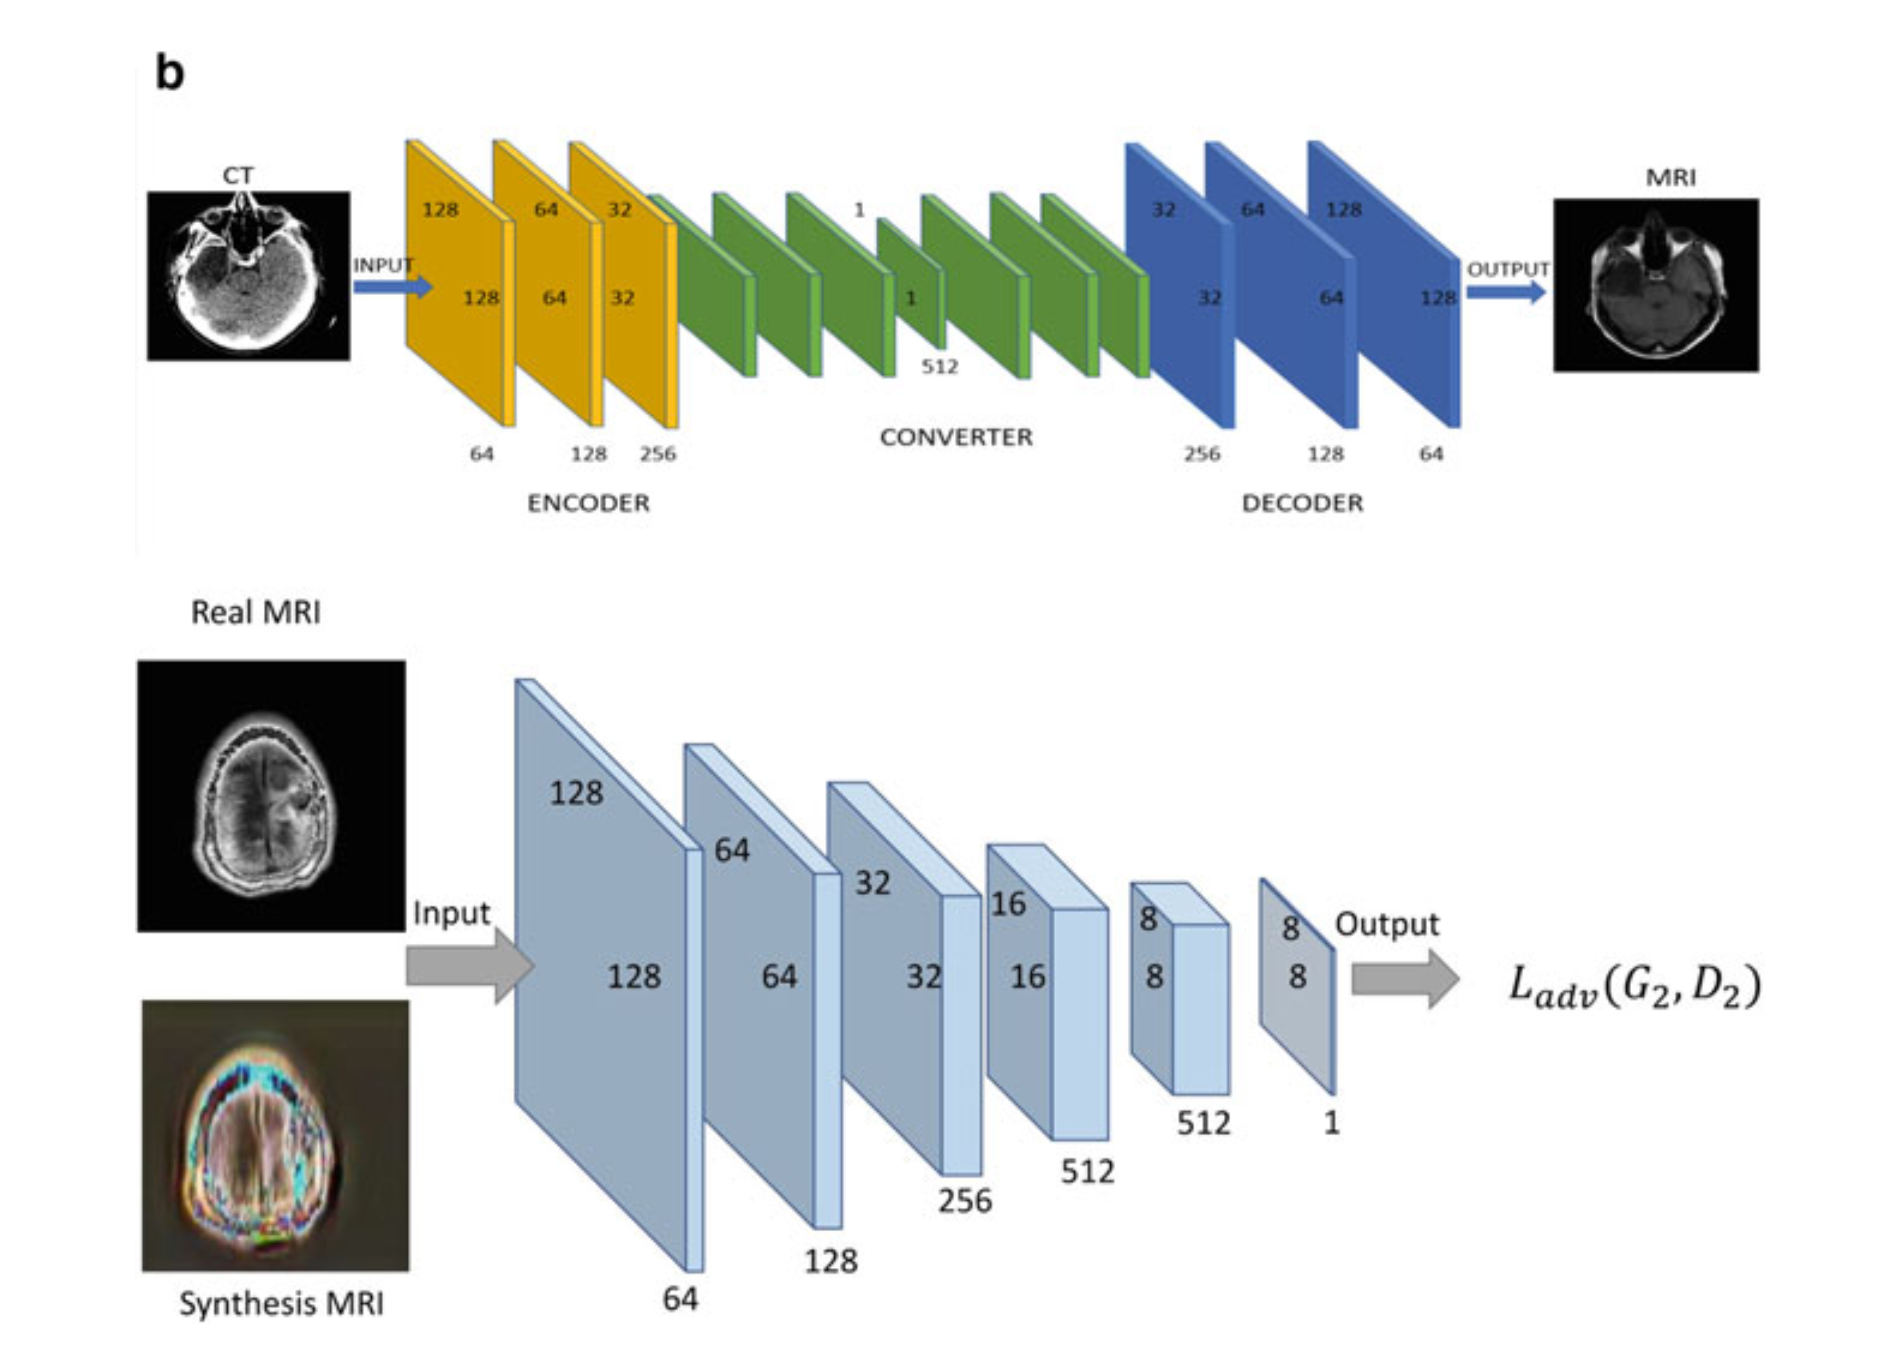 b
CT
MRI
128 64 32 1 32 64 128
INPUT
OUTPUT
128 64 32 1 32 64 128
512
CONVERTER
64 128 256 256 128 64
ENCODER
DECODER
Real MRI
128
64
32
16
8
8
Input
Output
128 64 32 16 8 8
L_adv(G_2, D_2)
512
1
512
256
128
64
Synthesis MRI